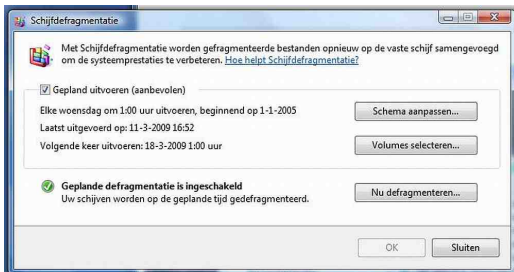 Schijfdefragmentatie
Met Schijfdefragmentatie worden gefragmenteerde bestanden opnieuw op de vaste schijf samengevoegd
om de systeemprestaties te verbeteren. Hoe helpt Schijfdefragmentatie?
Gepland uitvoeren (aanbevolen)
Elke woensdag om 1:00 uur uitvoeren, beginnend op 1-1-2005
Schema aanpassen...
Laatst uitgevoerd op: 11-3-2009 16:52
Volgende keer uitvoeren: 18-3-2009 1:00 uur
Volumes selecteren...
Geplande defragmentatie is ingeschakeld
Uw schijven worden op de geplande tijd gedefragmenteerd.
Nu defragmenteren...
OK
Sluiten